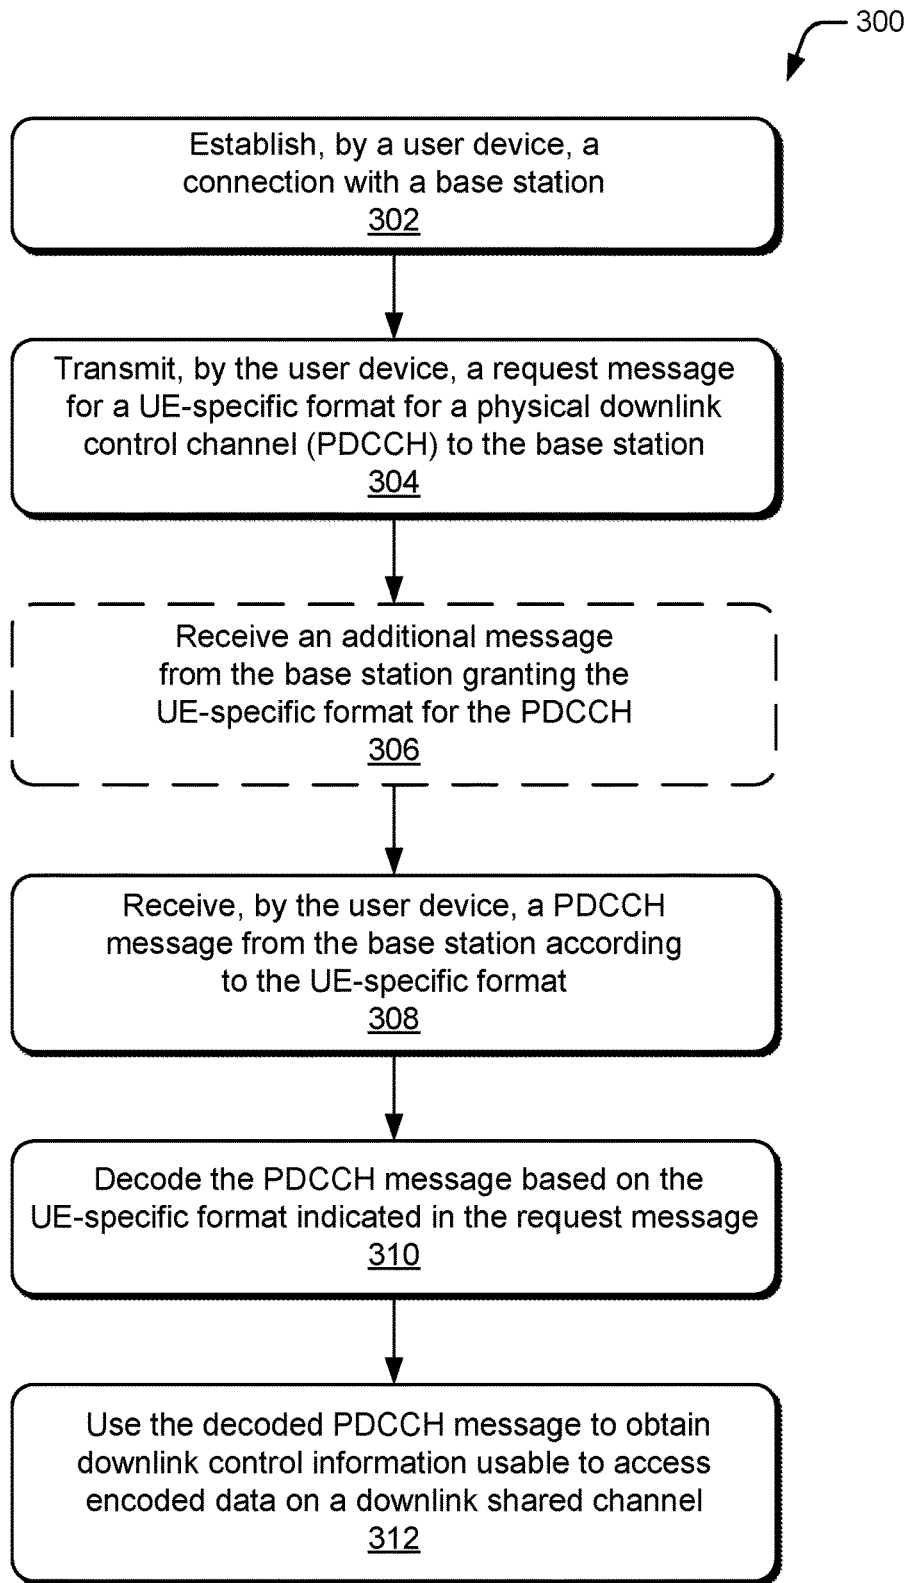 300
Establish, by a user device, a
connection with a base station
302
Transmit, by the user device, a request message
for a UE-specific format for a physical downlink
control channel (PDCCH) to the base station
304
Receive an additional message
from the base station granting the
UE-specific format for the PDCCH
306
Receive, by the user device, a PDCCH
message from the base station according
to the UE-specific format
308
Decode the PDCCH message based on the
UE-specific format indicated in the request message
310
Use the decoded PDCCH message to obtain
downlink control information usable to access
encoded data on a downlink shared channel
312